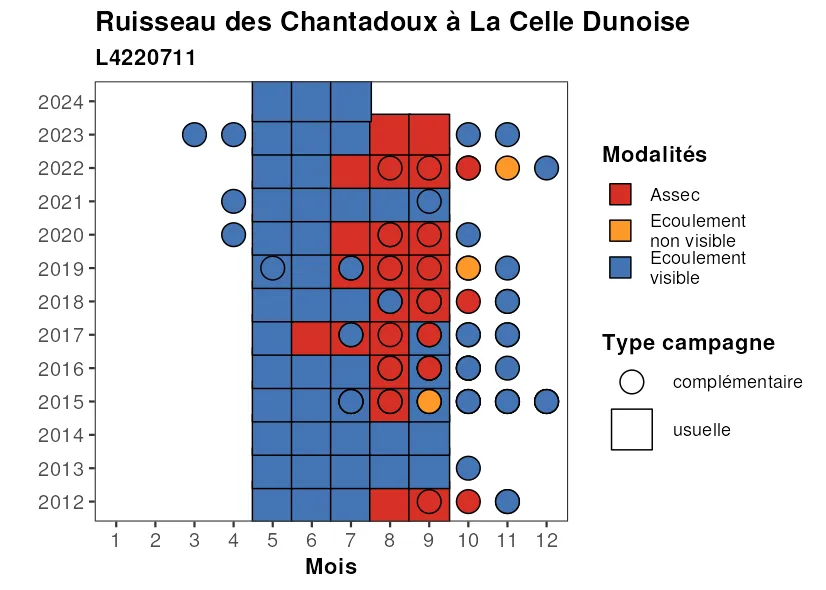 Ruisseau des Chantadoux à La Celle Dunoise
L4220711
2024
2023
2022
2021
2020
2019
2018
2017
2016
2015
2014
2013
2012
1 2 3 4 5 6 7 8 9 10 11 12
Mois
Modalités
Assec
Ecoulement
non visible
Ecoulement
visible
Type campagne
complémentaire
usuelle